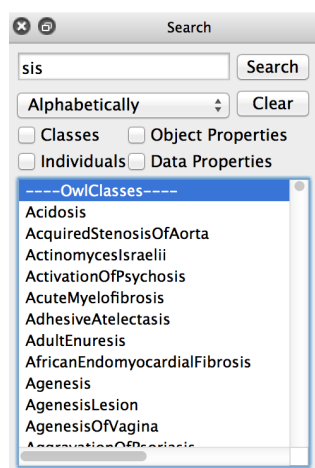 Search
sis Search
Alphabetically Clear
Classes Object Properties
Individuals Data Properties
----OwlClasses----
Acidosis
AcquiredStenosisOfAorta
ActinomycesIsraelii
ActivationOfPsychosis
AcuteMyelofibrosis
AdhesiveAtelectasis
AdultEnuresis
AfricanEndomyocardialFibrosis
Agenesis
AgenesisLesion
AgenesisOfVagina
AggravationOfPsoriasis